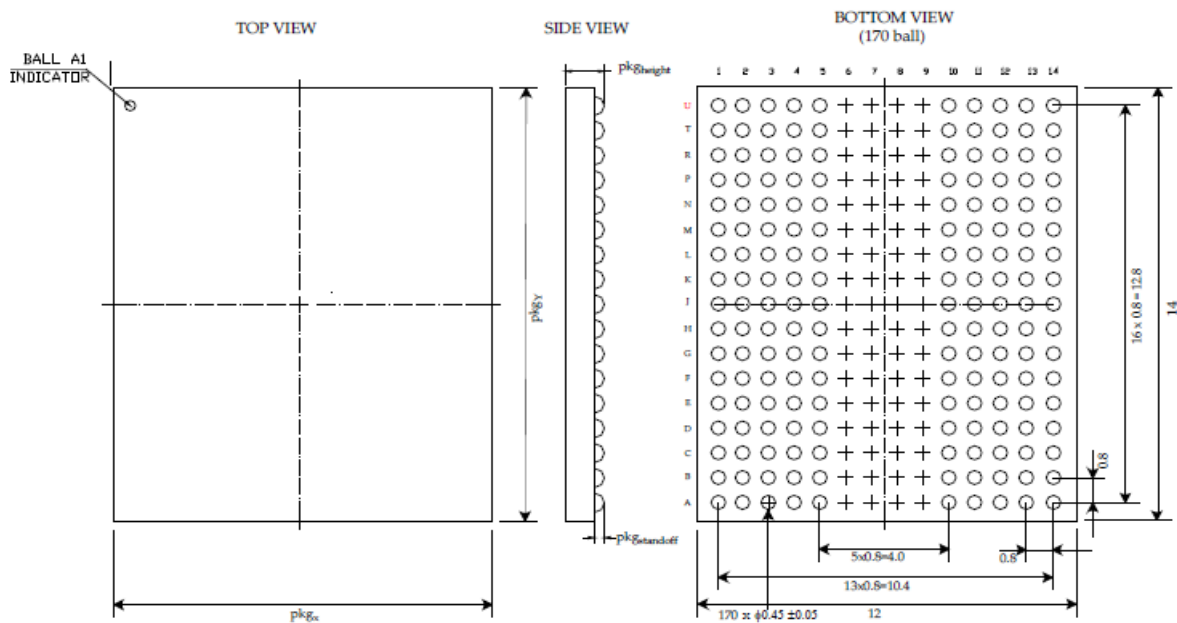 TOP VIEW
SIDE VIEW
BOTTOM VIEW
(170 ball)
BALL A1
INDICATOR
pkgheight
1 2 3 4 5 6 7 8 9 10 11 12 13 14
U
T
R
P
N
M
L
K
J
H
G
F
E
D
C
B
A
pkgY
16 x 0.8=12.8
14
0.8
pkgstandoff
5x0.8=4.0
0.8
13x0.8=10.4
pkgx
170 x ϕ0.45 ±0.05
12